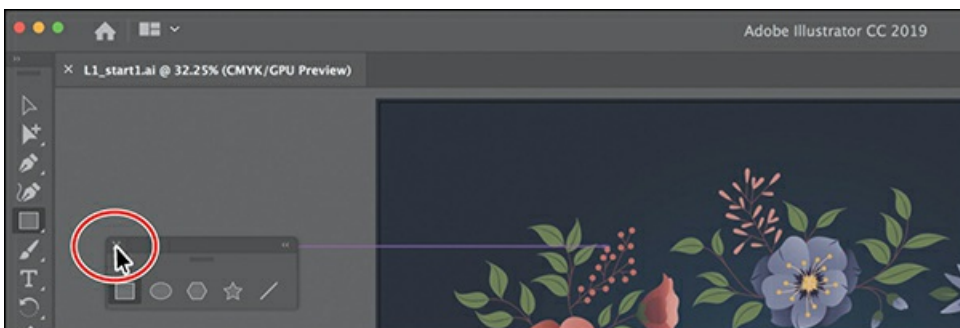 Adobe Illustrator CC 2019
× L1_start1.ai @ 32.25% (CMYK/GPU Preview)